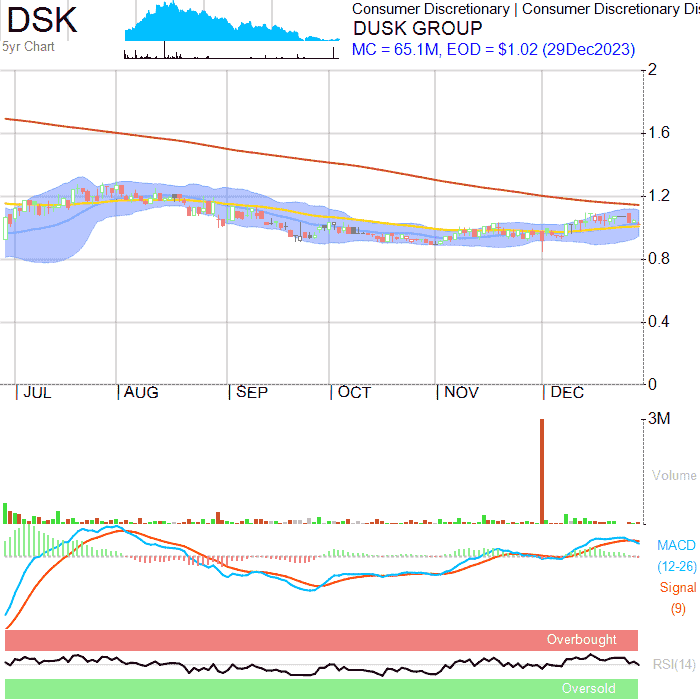 DSK
5yr Chart
Consumer Discretionary | Consumer Discretionary Dis
DUSK GROUP
MC = 65.1M, EOD = $1.02 (29Dec2023)
2
1.6
1.2
0.8
0.4
0
JUL
AUG
SEP
OCT
NOV
DEC
3M
Volume
MACD
(12-26)
Signal
(9)
Overbought
RSI(14)
Oversold